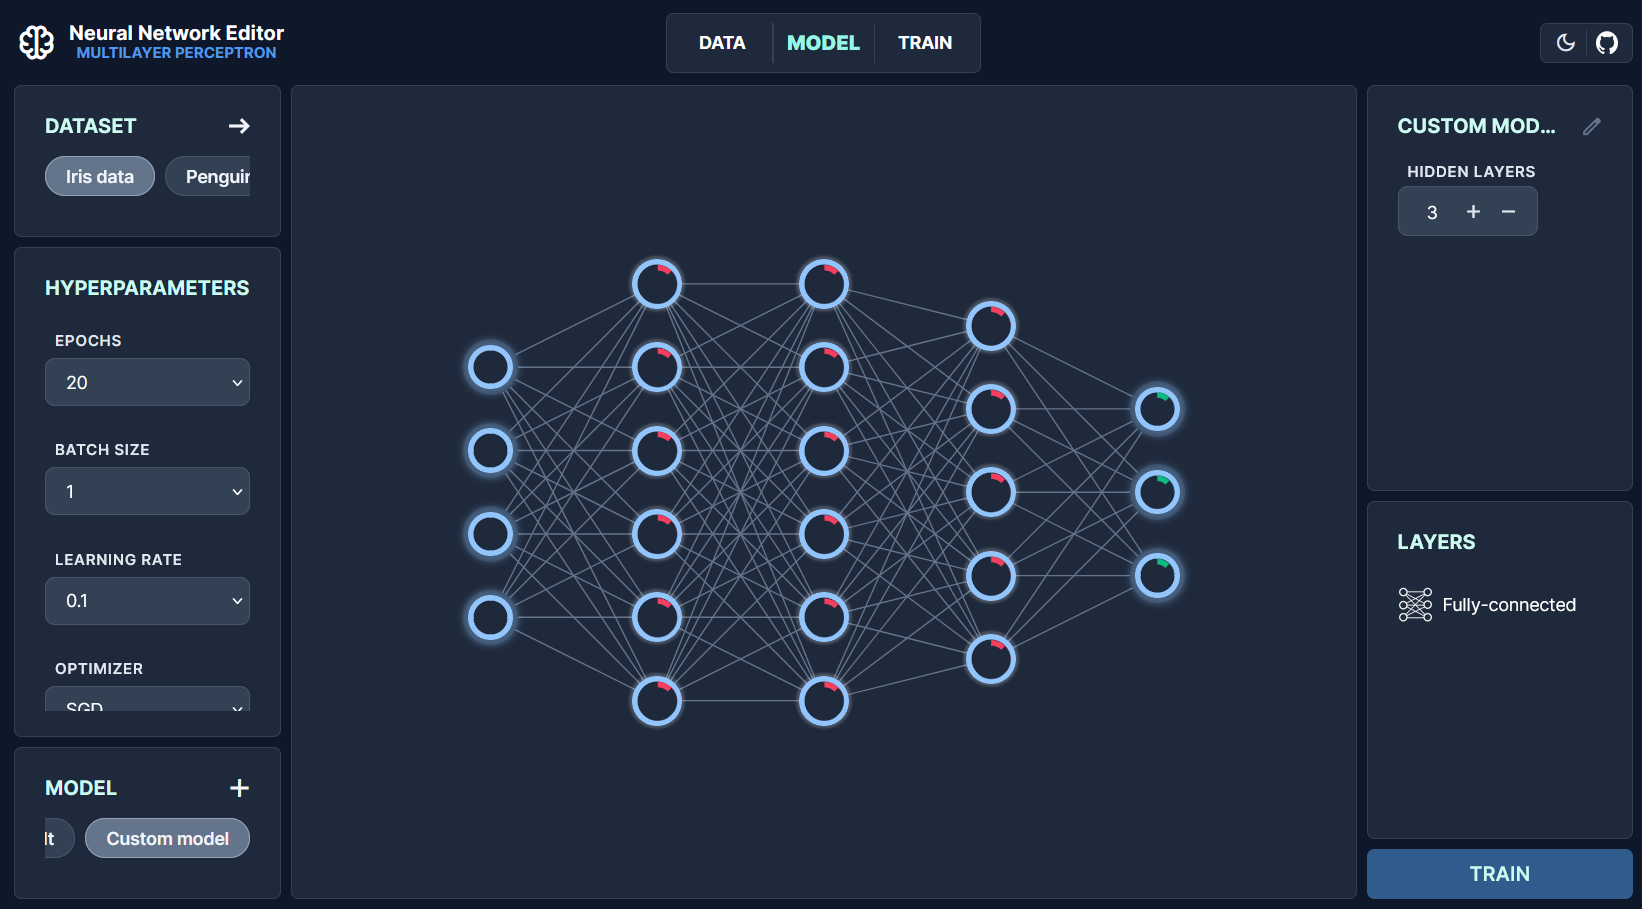 Neural Network Editor
MULTILAYER PERCEPTRON
DATA
MODEL
TRAIN
DATASET
Iris data
Penguin
HYPERPARAMETERS
EPOCHS
20
BATCH SIZE
1
LEARNING RATE
0.1
OPTIMIZER
SGD
MODEL
lt
Custom model
CUSTOM MOD...
HIDDEN LAYERS
3
LAYERS
Fully-connected
TRAIN